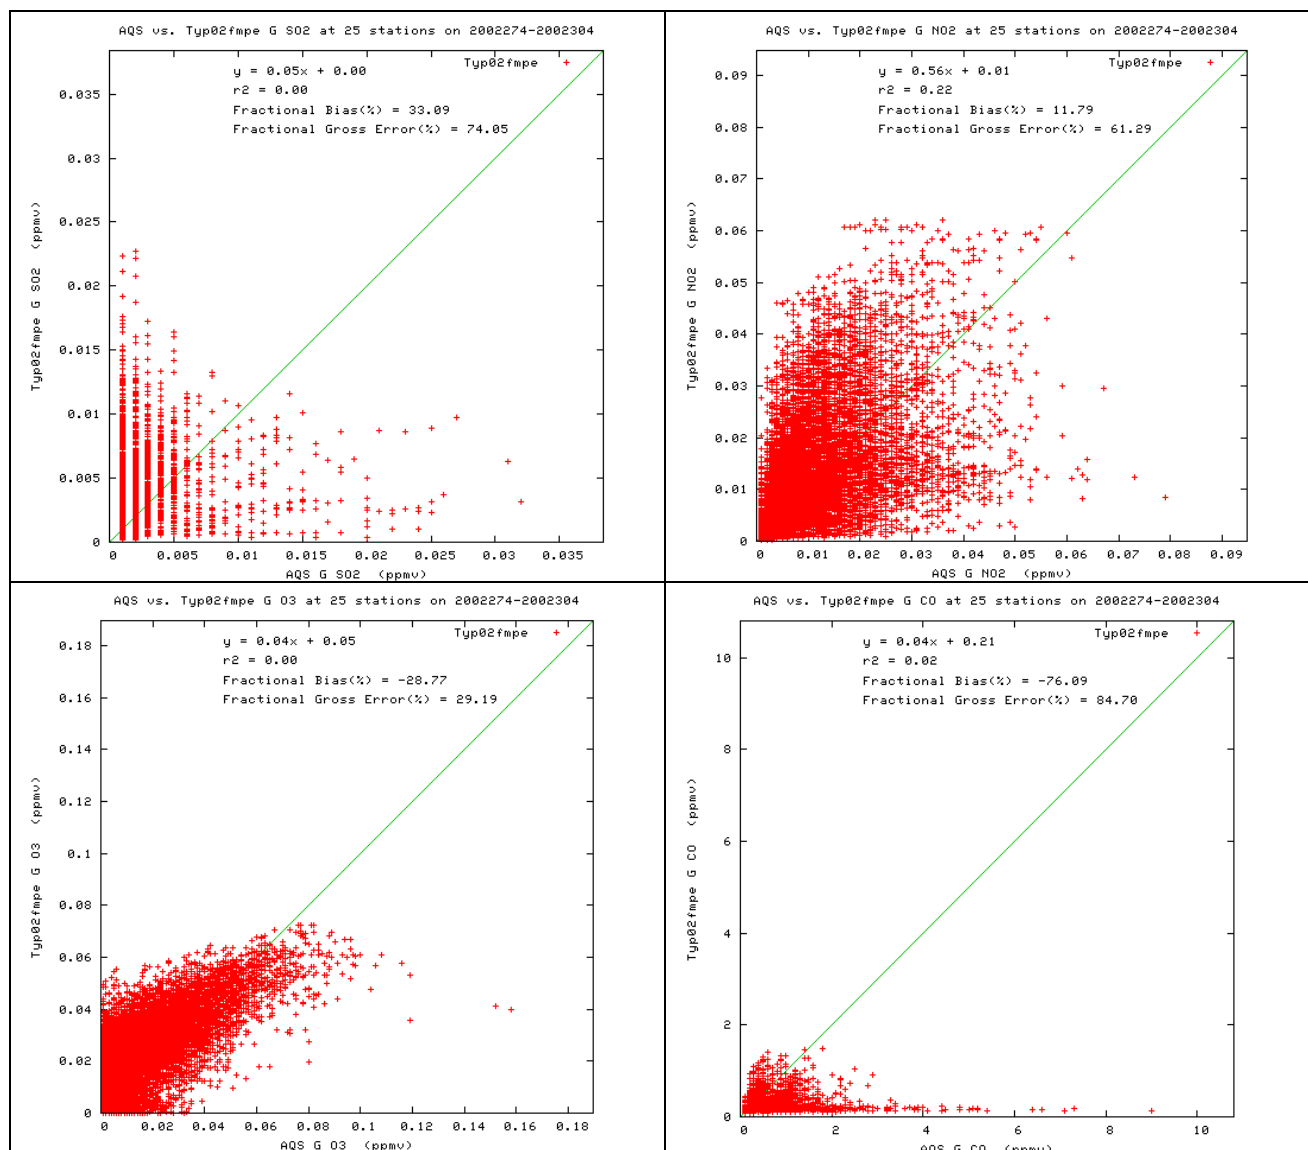 AQS vs. Typ02fmpe G SO2 at 25 stations on 2002274-2002304
Typ02fmpe
y = 0.05x + 0.00
r2 = 0.00
Fractional Bias(%) = 33.09
Fractional Gross Error(%) = 74.05
0.035
0.03
0.025
0.02
0.015
0.01
0.005
0
Typ02fmpe G SO2 (ppmv)
0 0.005 0.01 0.015 0.02 0.025 0.03 0.035
AQS G SO2 (ppmv)
AQS vs. Typ02fmpe G NO2 at 25 stations on 2002274-2002304
Typ02fmpe
y = 0.56x + 0.01
r2 = 0.22
Fractional Bias(%) = 11.79
Fractional Gross Error(%) = 61.29
0.09
0.08
0.07
0.06
0.05
0.04
0.03
0.02
0.01
0
Typ02fmpe G NO2 (ppmv)
0 0.01 0.02 0.03 0.04 0.05 0.06 0.07 0.08 0.09
AQS G NO2 (ppmv)
AQS vs. Typ02fmpe G O3 at 25 stations on 2002274-2002304
Typ02fmpe
y = 0.04x + 0.05
r2 = 0.00
Fractional Bias(%) = -28.77
Fractional Gross Error(%) = 29.19
0.18
0.16
0.14
0.12
0.1
0.08
0.06
0.04
0.02
0
Typ02fmpe G O3 (ppmv)
0 0.02 0.04 0.06 0.08 0.1 0.12 0.14 0.16 0.18
AQS G O3 (ppmv)
AQS vs. Typ02fmpe G CO at 25 stations on 2002274-2002304
Typ02fmpe
y = 0.04x + 0.21
r2 = 0.02
Fractional Bias(%) = -76.09
Fractional Gross Error(%) = 84.70
10
8
6
4
2
0
Typ02fmpe G CO (ppmv)
0 2 4 6 8 10
AQS G CO (ppmv)